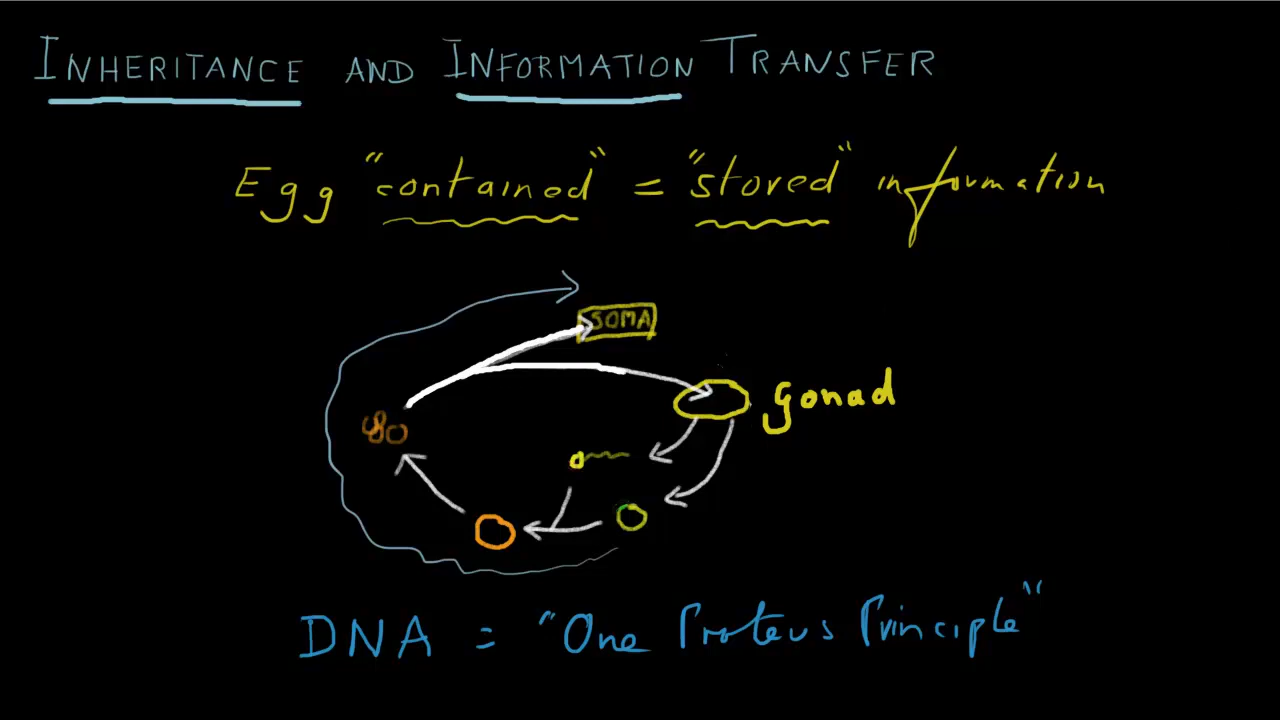 INHERITANCE AND INFORMATION TRANSFER
Egg "contained" = "stored" information
SOMA
gonad
DNA = "One Proteus Principle"